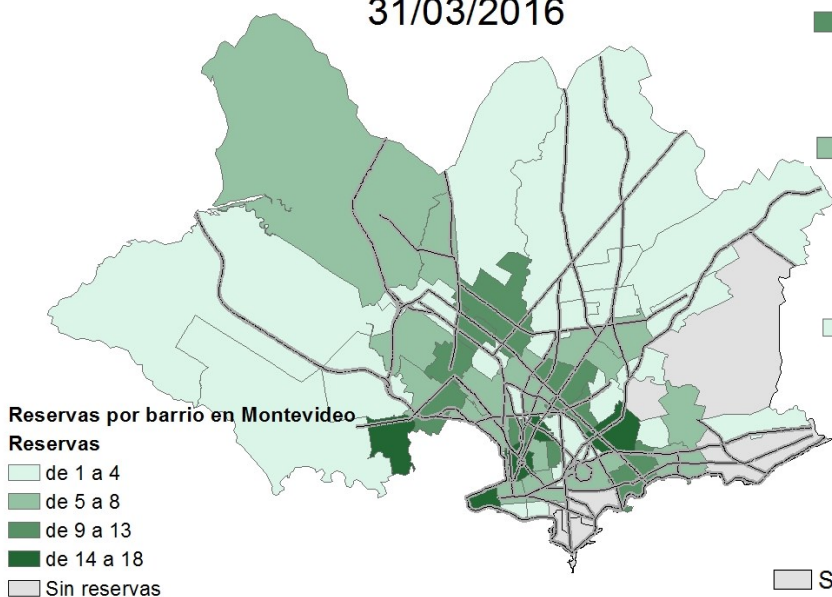 31/03/2016
Reservas por barrio en Montevideo
Reservas
de 1 a 4
de 5 a 8
de 9 a 13
de 14 a 18
Sin reservas
S